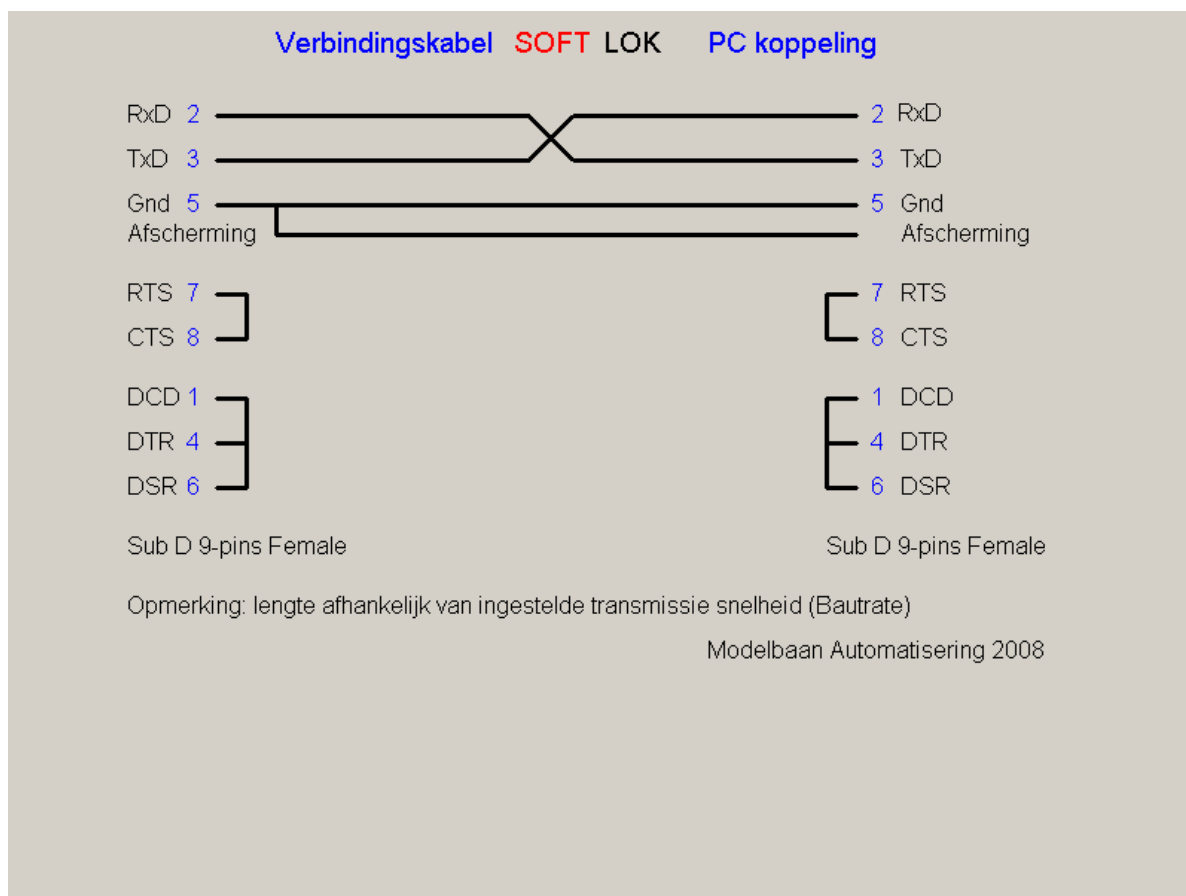 Verbindingskabel SOFT LOK PC koppeling
RxD 2 2 RxD
TxD 3 3 TxD
Gnd 5 5 Gnd
Afscherming Afscherming
RTS 7 7 RTS
CTS 8 8 CTS
DCD 1 1 DCD
DTR 4 4 DTR
DSR 6 6 DSR
Sub D 9-pins Female Sub D 9-pins Female
Opmerking: lengte afhankelijk van ingestelde transmissie snelheid (Bautrate)
Modelbaan Automatisering 2008